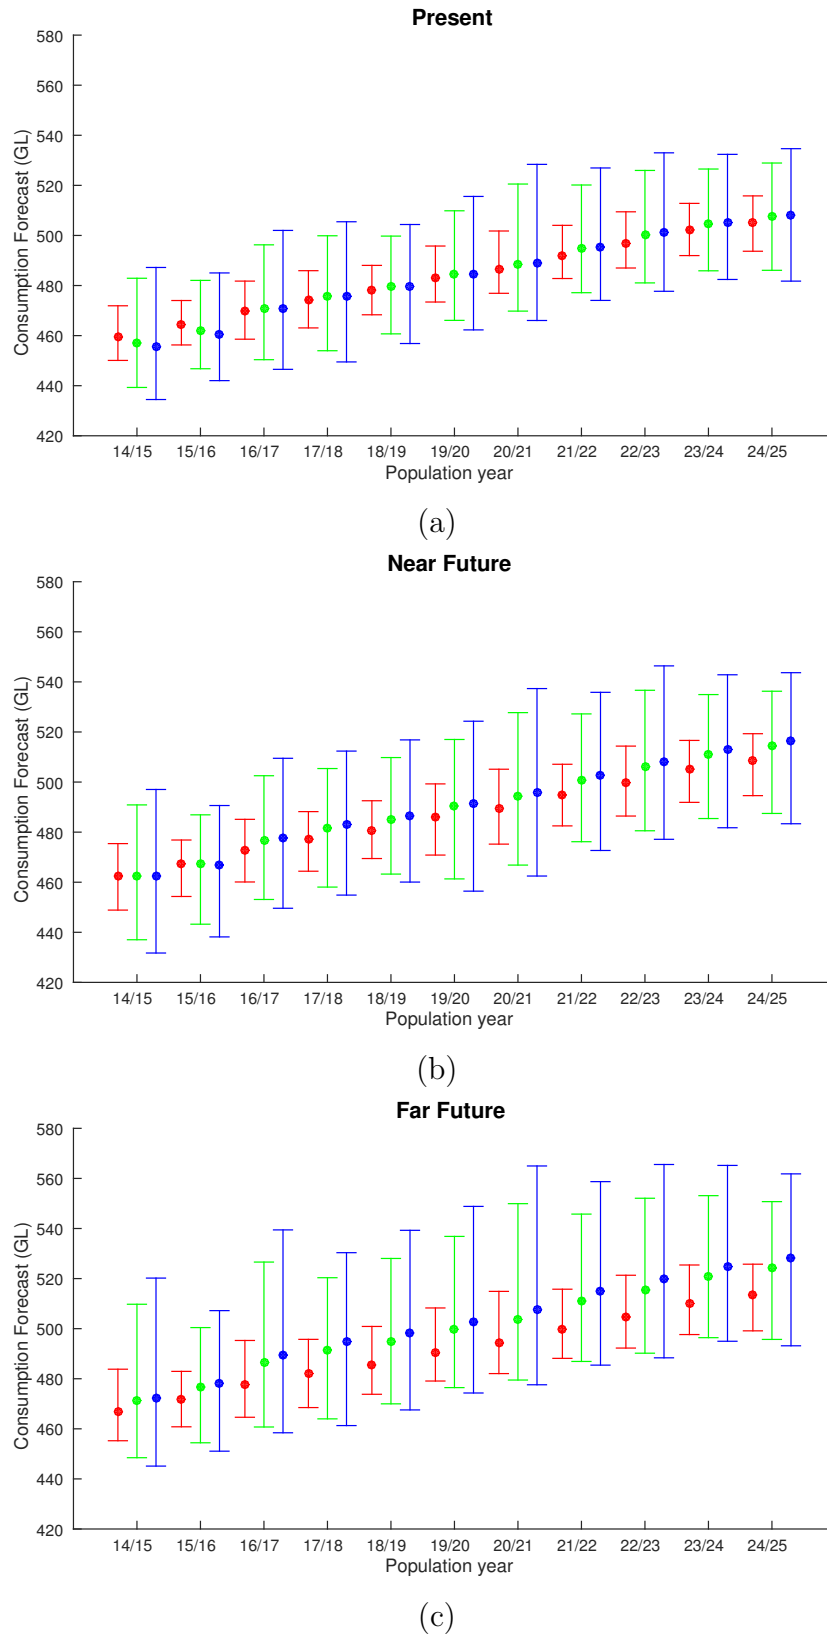 Present
Consumption Forecast (GL)
580
560
540
520
500
480
460
440
420
14/15 15/16 16/17 17/18 18/19 19/20 20/21 21/22 22/23 23/24 24/25
Population year
(a)
Near Future
Consumption Forecast (GL)
580
560
540
520
500
480
460
440
420
14/15 15/16 16/17 17/18 18/19 19/20 20/21 21/22 22/23 23/24 24/25
Population year
(b)
Far Future
Consumption Forecast (GL)
580
560
540
520
500
480
460
440
420
14/15 15/16 16/17 17/18 18/19 19/20 20/21 21/22 22/23 23/24 24/25
Population year
(c)